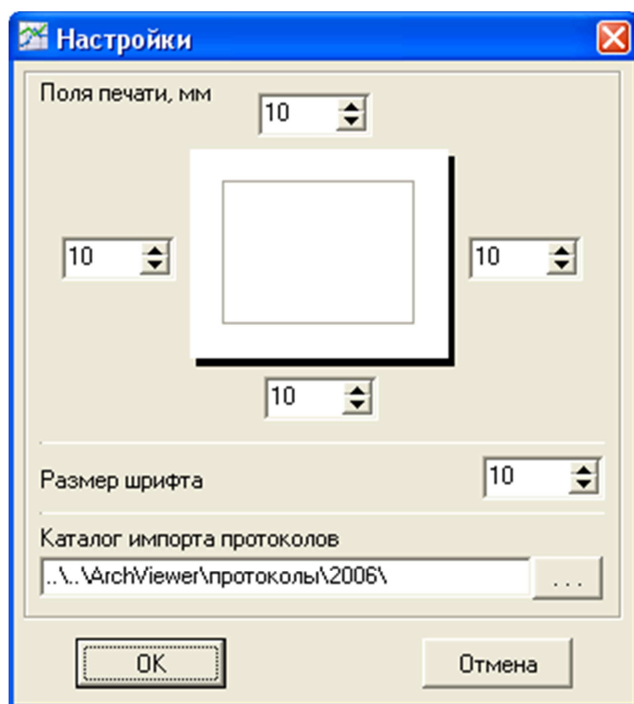 Настройки
Поля печати, мм
10
10
10
10
Размер шрифта
10
Каталог импорта протоколов
..\..\ArchViewer\протоколы\2006\
...
OK
Отмена